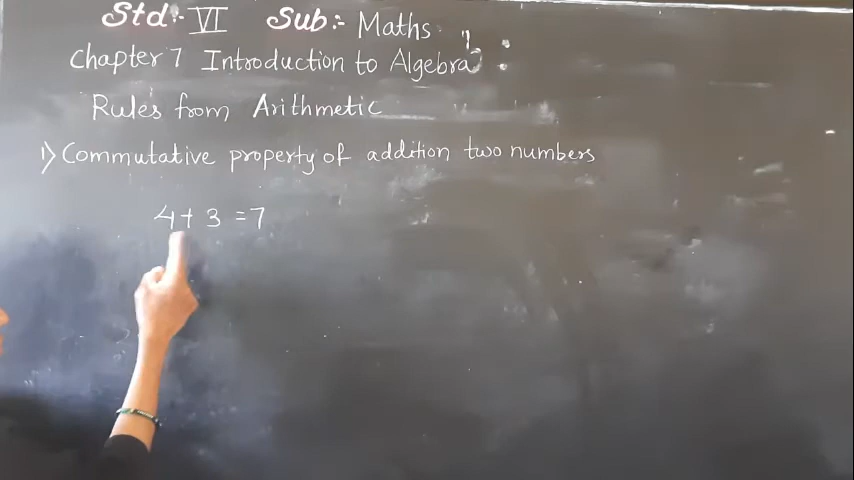 Std:- VI Sub:- Maths
Chapter 7 Introduction to Algebra
Rules from Arithmetic
1) Commutative property of addition two numbers
4 + 3 = 7